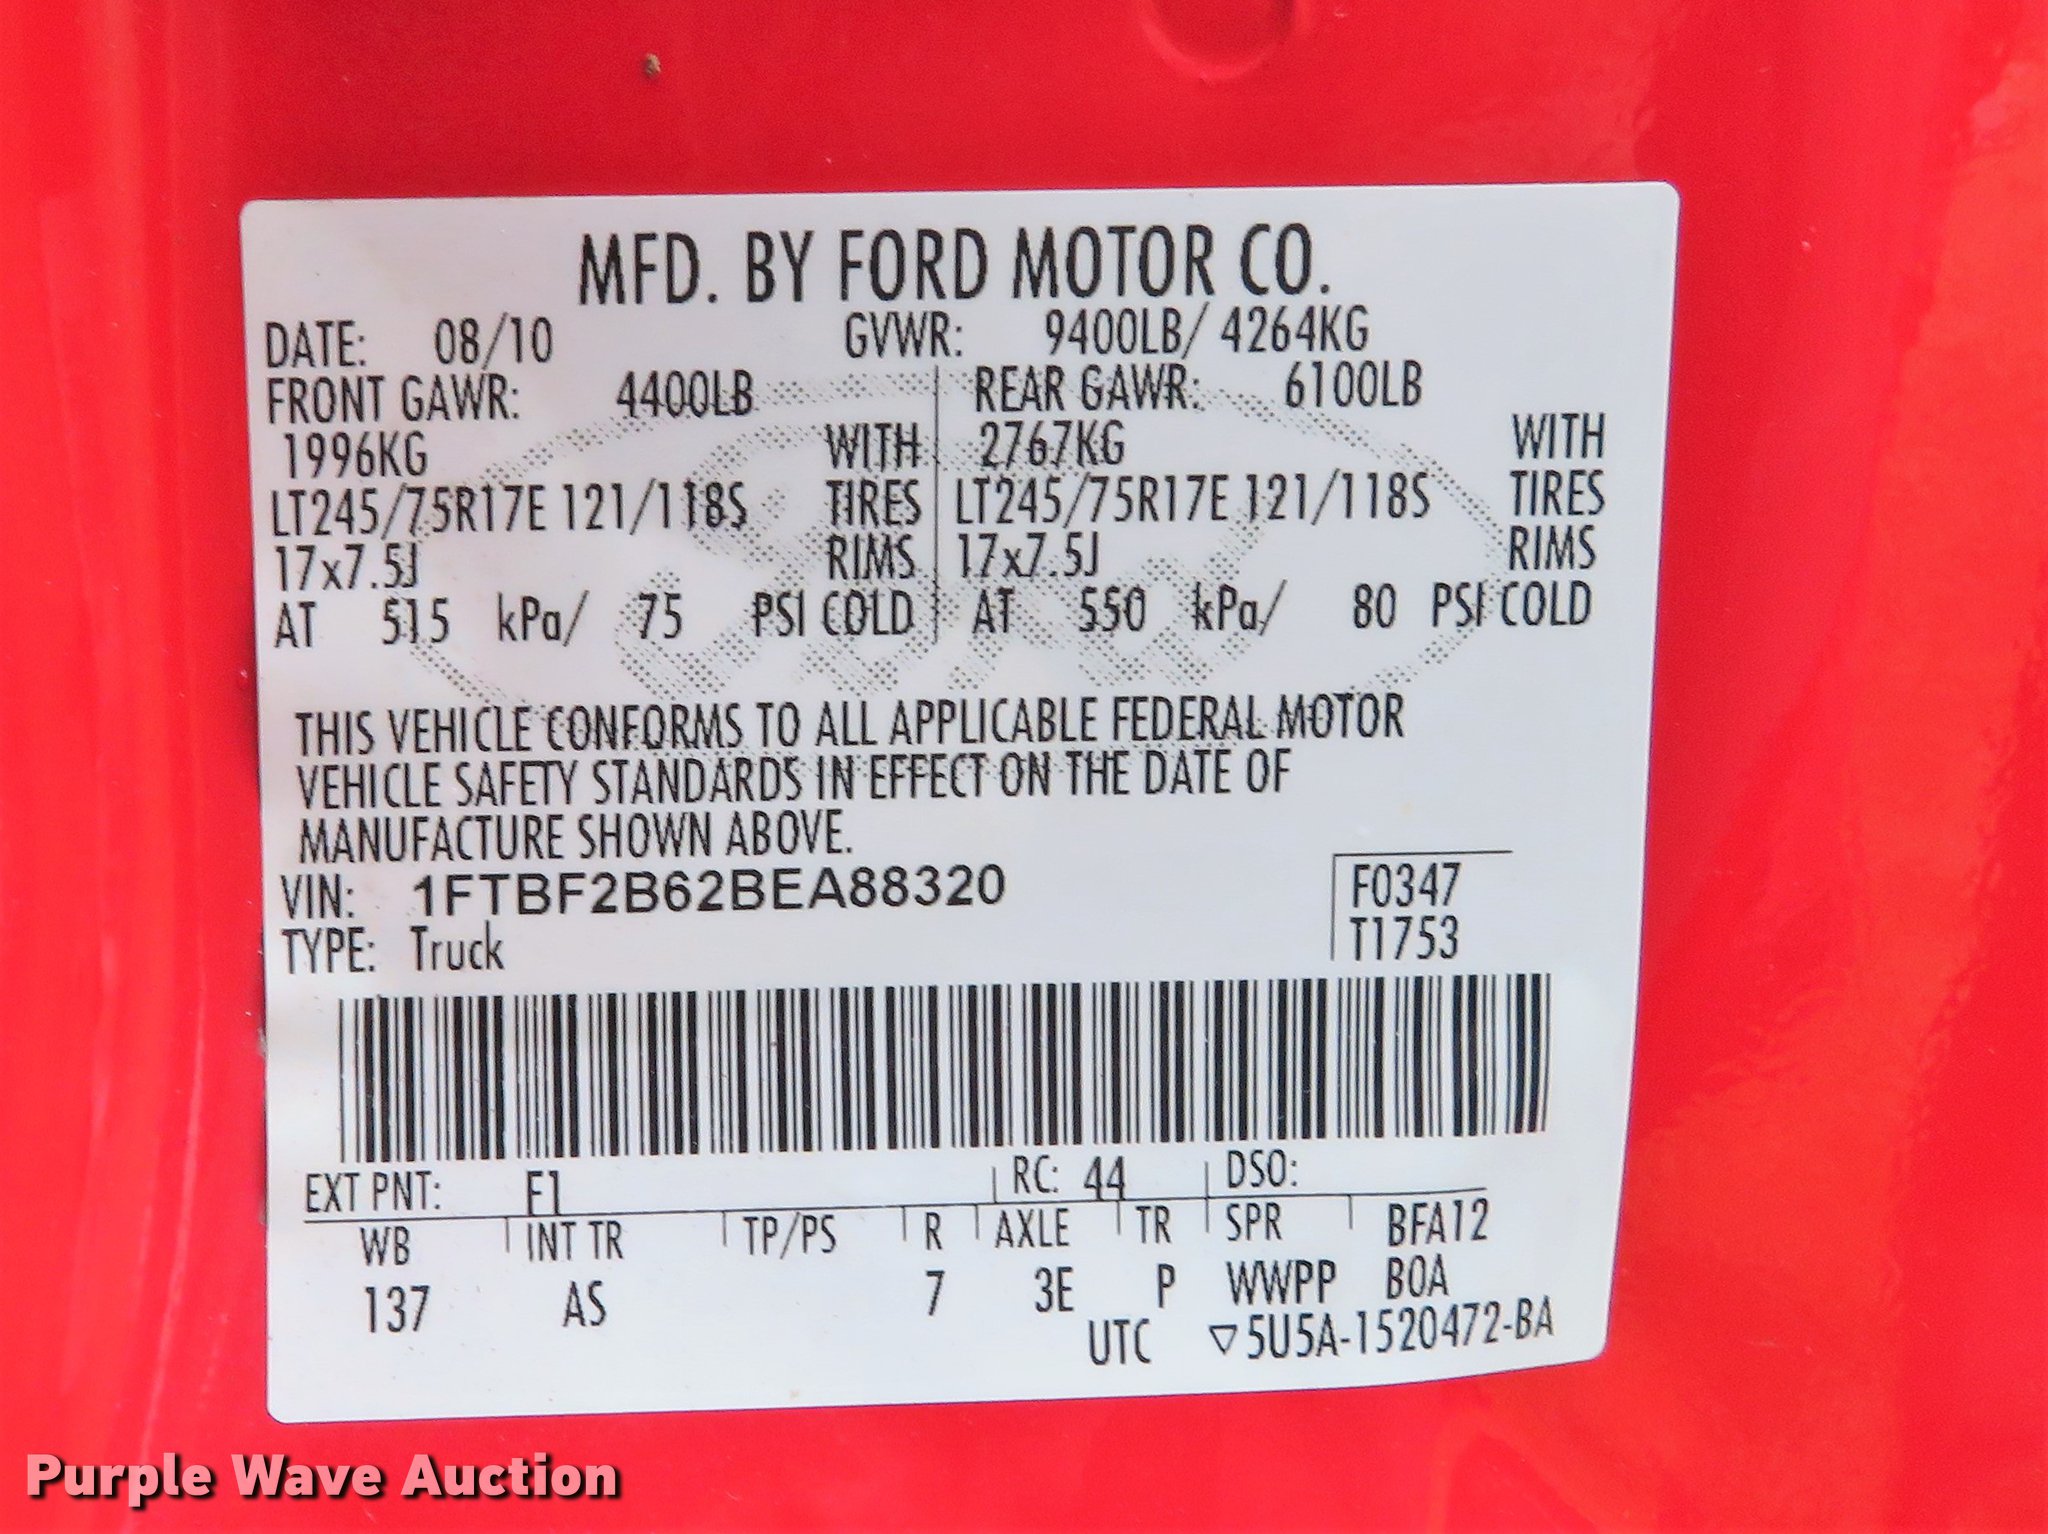 MFD. BY FORD MOTOR CO.
DATE: 08/10 GVWR: 9400LB/ 4264KG
FRONT GAWR: 4400LB REAR GAWR: 6100LB
1996KG WITH 2767KG WITH
LT245/75R17E 121/118S TIRES LT245/75R17E 121/118S TIRES
17x7.5J RIMS 17x7.5J RIMS
AT 515 kPa/ 75 PSI COLD AT 550 kPa/ 80 PSI COLD
THIS VEHICLE CONFORMS TO ALL APPLICABLE FEDERAL MOTOR
VEHICLE SAFETY STANDARDS IN EFFECT ON THE DATE OF
MANUFACTURE SHOWN ABOVE.
VIN: 1FTBF2B62BEA88320 F0347
TYPE: Truck T1753
EXT PNT: F1 RC: 44 DSO:
WB INT TR TP/PS R AXLE TR SPR BFA12
137 AS 7 3E P WWPP BOA
UTC ▽5U5A-1520472-BA
Purple Wave Auction